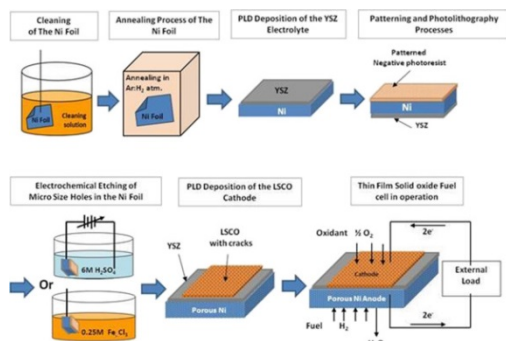 Cleaning
of The Ni Foil
Annealing Process of The
Ni Foil
PLD Deposition of the YSZ
Electrolyte
Patterning and Photolithography
Processes
Ni Foil
Cleaning
solution
Annealing in
Ar:H₂ atm.
Ni Foil
YSZ
Ni
Patterned
Negative photoresist
Ni
YSZ
Electrochemical Etching of
Micro Size Holes in the Ni Foil
PLD Deposition of the LSCO
Cathode
Thin Film Solid oxide Fuel
cell in operation
6M H₂SO₄
Or
0.25M Fe Cl₃
YSZ
LSCO
with cracks
Porous Ni
Oxidant ½ O₂
2e⁻
Cathode
External
Load
Porous Ni Anode
Fuel H₂
2e⁻